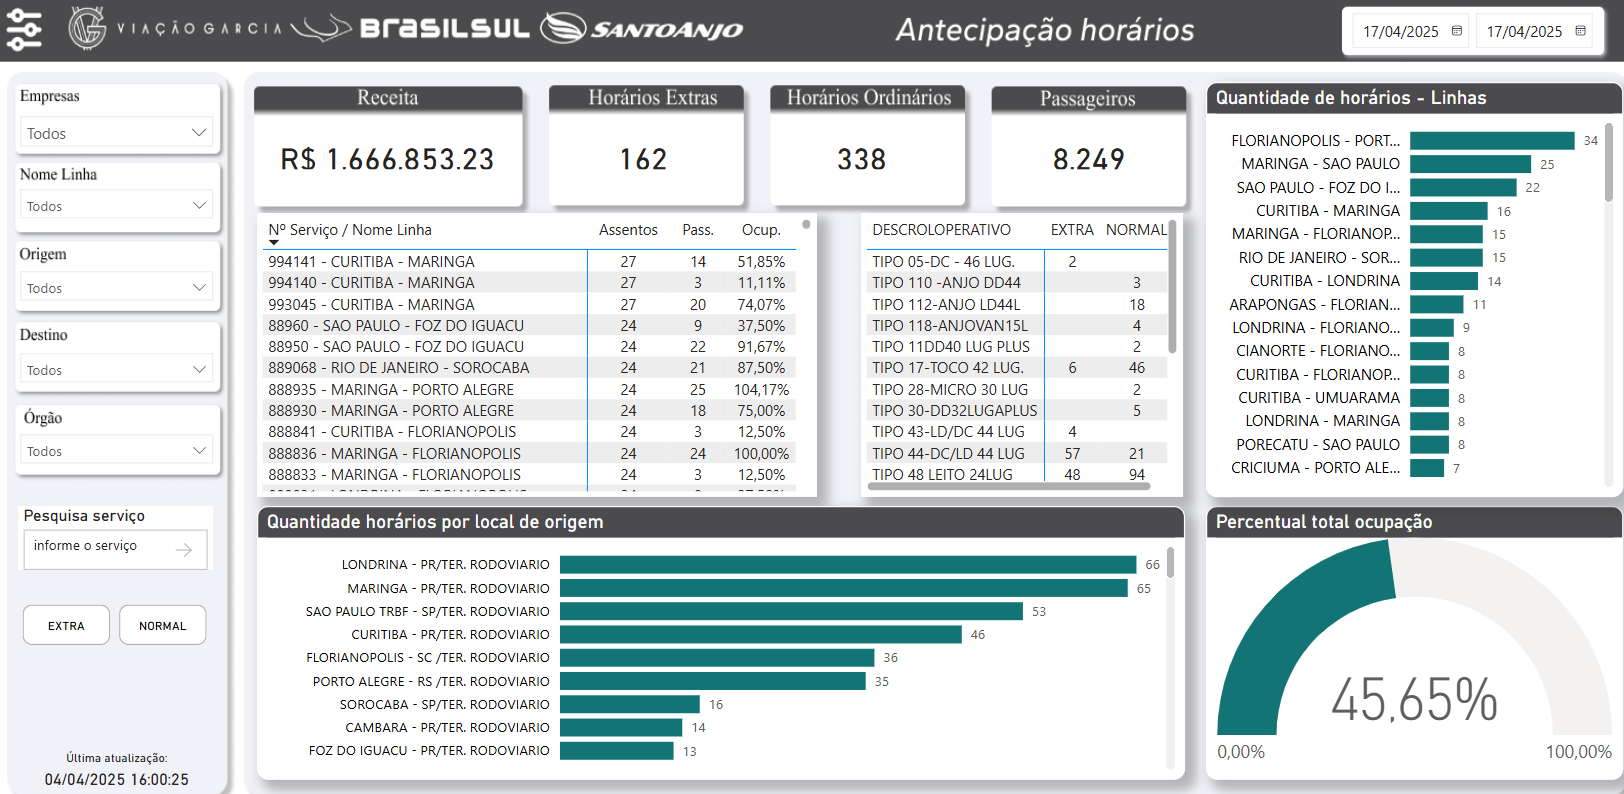 VIAÇÃO GARCIA BRASILSUL SANTOANJO
Antecipação horários
17/04/2025 17/04/2025
Empresas
Todos
Nome Linha
Todos
Origem
Todos
Destino
Todos
Órgão
Todos
Pesquisa serviço
informe o serviço
EXTRA NORMAL
Última atualização:
04/04/2025 16:00:25
Receita
R$ 1.666.853.23
Horários Extras
162
Horários Ordinários
338
Passageiros
8.249
Nº Serviço / Nome Linha Assentos Pass. Ocup.
994141 - CURITIBA - MARINGA 27 14 51,85%
994140 - CURITIBA - MARINGA 27 3 11,11%
993045 - CURITIBA - MARINGA 27 20 74,07%
88960 - SAO PAULO - FOZ DO IGUACU 24 9 37,50%
88950 - SAO PAULO - FOZ DO IGUACU 24 22 91,67%
889068 - RIO DE JANEIRO - SOROCABA 24 21 87,50%
888935 - MARINGA - PORTO ALEGRE 24 25 104,17%
888930 - MARINGA - PORTO ALEGRE 24 18 75,00%
888841 - CURITIBA - FLORIANOPOLIS 24 3 12,50%
888836 - MARINGA - FLORIANOPOLIS 24 24 100,00%
888833 - MARINGA - FLORIANOPOLIS 24 3 12,50%
DESCROLOPERATIVO EXTRA NORMAL
TIPO 05-DC - 46 LUG. 2
TIPO 110 -ANJO DD44 3
TIPO 112-ANJO LD44L 18
TIPO 118-ANJOVAN15L 4
TIPO 11DD40 LUG PLUS 2
TIPO 17-TOCO 42 LUG. 6 46
TIPO 28-MICRO 30 LUG 2
TIPO 30-DD32LUGAPLUS 5
TIPO 43-LD/DC 44 LUG 4
TIPO 44-DC/LD 44 LUG 57 21
TIPO 48 LEITO 24LUG 48 94
Quantidade de horários - Linhas
FLORIANOPOLIS - PORT... 34
MARINGA - SAO PAULO 25
SAO PAULO - FOZ DO I... 22
CURITIBA - MARINGA 16
MARINGA - FLORIANOP... 15
RIO DE JANEIRO - SOR... 15
CURITIBA - LONDRINA 14
ARAPONGAS - FLORIAN... 11
LONDRINA - FLORIANO... 9
CIANORTE - FLORIANO... 8
CURITIBA - FLORIANOP... 8
CURITIBA - UMUARAMA 8
LONDRINA - MARINGA 8
PORECATU - SAO PAULO 8
CRICIUMA - PORTO ALE... 7
Quantidade horários por local de origem
LONDRINA - PR/TER. RODOVIARIO 66
MARINGA - PR/TER. RODOVIARIO 65
SAO PAULO TRBF - SP/TER. RODOVIARIO 53
CURITIBA - PR/TER. RODOVIARIO 46
FLORIANOPOLIS - SC /TER. RODOVIARIO 36
PORTO ALEGRE - RS /TER. RODOVIARIO 35
SOROCABA - SP/TER. RODOVIARIO 16
CAMBARA - PR/TER. RODOVIARIO 14
FOZ DO IGUACU - PR/TER. RODOVIARIO 13
Percentual total ocupação
45,65%
0,00% 100,00%